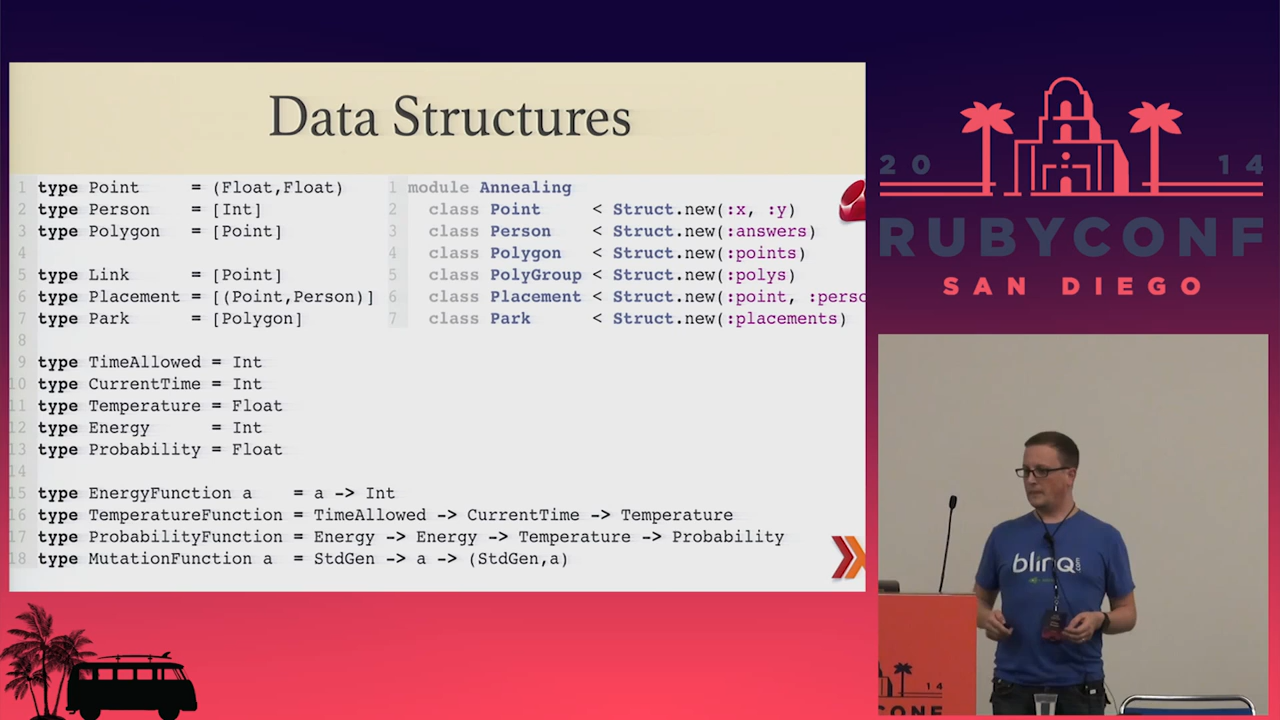 Data Structures
1 type Point = (Float,Float)
2 type Person = [Int]
3 type Polygon = [Point]
4
5 type Link = [Point]
6 type Placement = [(Point,Person)]
7 type Park = [Polygon]
8
9 type TimeAllowed = Int
10 type CurrentTime = Int
11 type Temperature = Float
12 type Energy = Int
13 type Probability = Float
14
15 type EnergyFunction a = a -> Int
16 type TemperatureFunction = TimeAllowed -> CurrentTime -> Temperature
17 type ProbabilityFunction = Energy -> Energy -> Temperature -> Probability
18 type MutationFunction a = StdGen -> a -> (StdGen,a)
1 module Annealing
2 class Point < Struct.new(:x, :y)
3 class Person < Struct.new(:answers)
4 class Polygon < Struct.new(:points)
5 class PolyGroup < Struct.new(:polys)
6 class Placement < Struct.new(:point, :perso
7 class Park < Struct.new(:placements)
20 14
RUBYCONF
SAN DIEGO
blinq.com
14
CONF